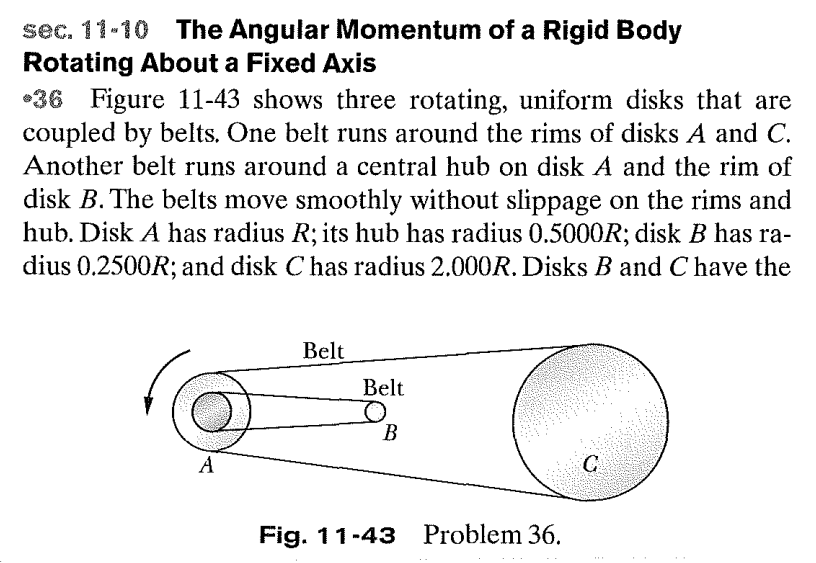 sec. 11-10 The Angular Momentum of a Rigid Body
Rotating About a Fixed Axis
•36 Figure 11-43 shows three rotating, uniform disks that are
coupled by belts. One belt runs around the rims of disks A and C.
Another belt runs around a central hub on disk A and the rim of
disk B. The belts move smoothly without slippage on the rims and
hub. Disk A has radius R; its hub has radius 0.5000R; disk B has ra-
dius 0.2500R; and disk C has radius 2.000R. Disks B and C have the
Belt
Belt
B
A
C
Fig. 11-43 Problem 36.